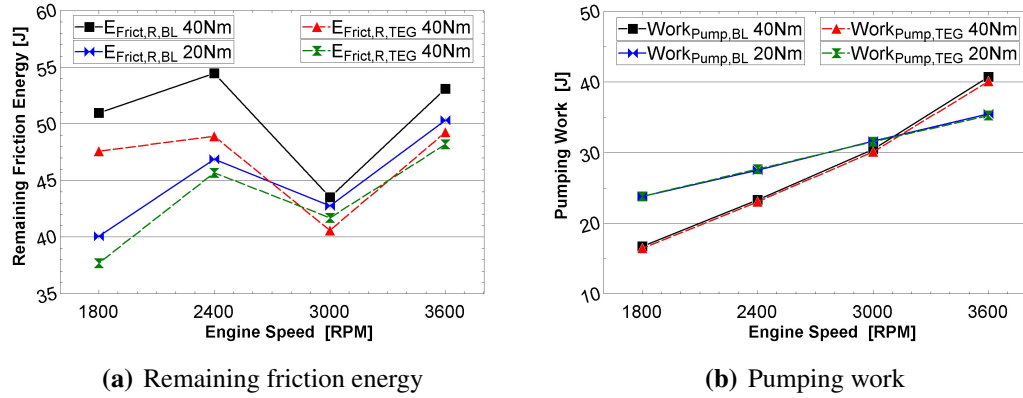 60
55
50
45
40
35
Remaining Friction Energy [J]
E_Frict,R,BL 40Nm
E_Frict,R,TEG 40Nm
E_Frict,R,BL 20Nm
E_Frict,R,TEG 40Nm
1800 2400 3000 3600
Engine Speed [RPM]
(a) Remaining friction energy
50
40
30
20
10
Pumping Work [J]
Work_Pump,BL 40Nm
Work_Pump,TEG 40Nm
Work_Pump,BL 20Nm
Work_Pump,TEG 20Nm
1800 2400 3000 3600
Engine Speed [RPM]
(b) Pumping work